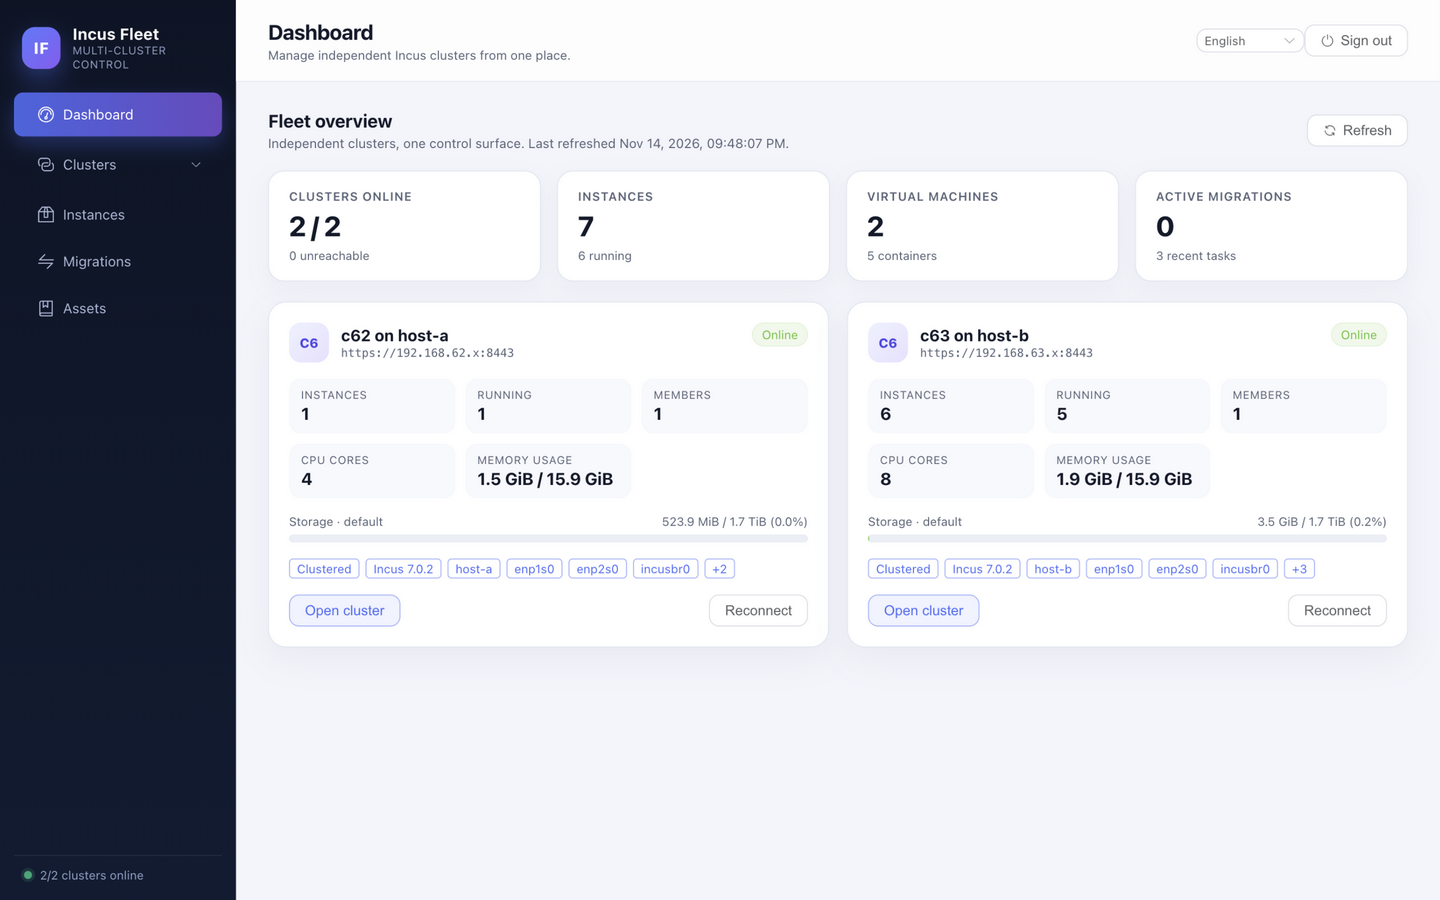 IF
Incus Fleet
MULTI-CLUSTER
CONTROL
Dashboard
Clusters
Instances
Migrations
Assets
2/2 clusters online
Dashboard
Manage independent Incus clusters from one place.
English
Sign out
Fleet overview
Independent clusters, one control surface. Last refreshed Nov 14, 2026, 09:48:07 PM.
Refresh
CLUSTERS ONLINE
2/2
0 unreachable
INSTANCES
7
6 running
VIRTUAL MACHINES
2
5 containers
ACTIVE MIGRATIONS
0
3 recent tasks
C6
c62 on host-a
https://192.168.62.x:8443
Online
INSTANCES
1
RUNNING
1
MEMBERS
1
CPU CORES
4
MEMORY USAGE
1.5 GiB / 15.9 GiB
Storage · default 523.9 MiB / 1.7 TiB (0.0%)
Clustered Incus 7.0.2 host-a enp1s0 enp2s0 incusbr0 +2
Open cluster Reconnect
C6
c63 on host-b
https://192.168.63.x:8443
Online
INSTANCES
6
RUNNING
5
MEMBERS
1
CPU CORES
8
MEMORY USAGE
1.9 GiB / 15.9 GiB
Storage · default 3.5 GiB / 1.7 TiB (0.2%)
Clustered Incus 7.0.2 host-b enp1s0 enp2s0 incusbr0 +3
Open cluster Reconnect